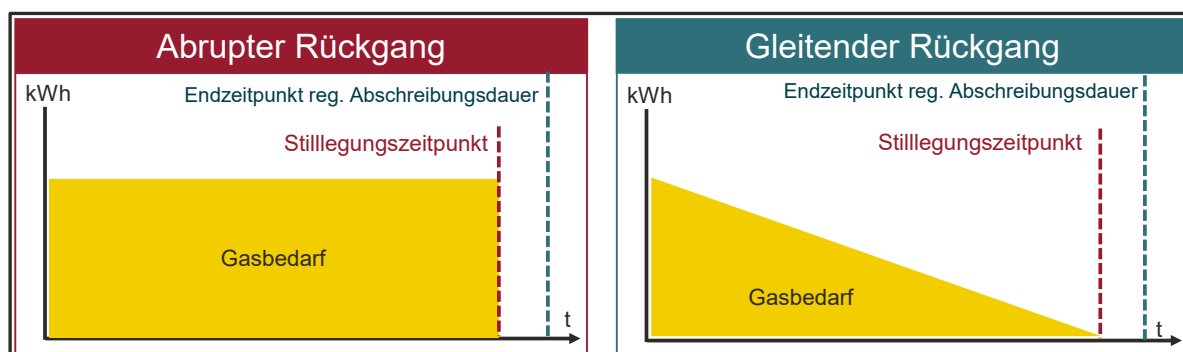 Abrupter Rückgang
kWh
Endzeitpunkt reg. Abschreibungsdauer
Stilllegungszeitpunkt
Gasbedarf
t
Gleitender Rückgang
kWh
Endzeitpunkt reg. Abschreibungsdauer
Stilllegungszeitpunkt
Gasbedarf
t